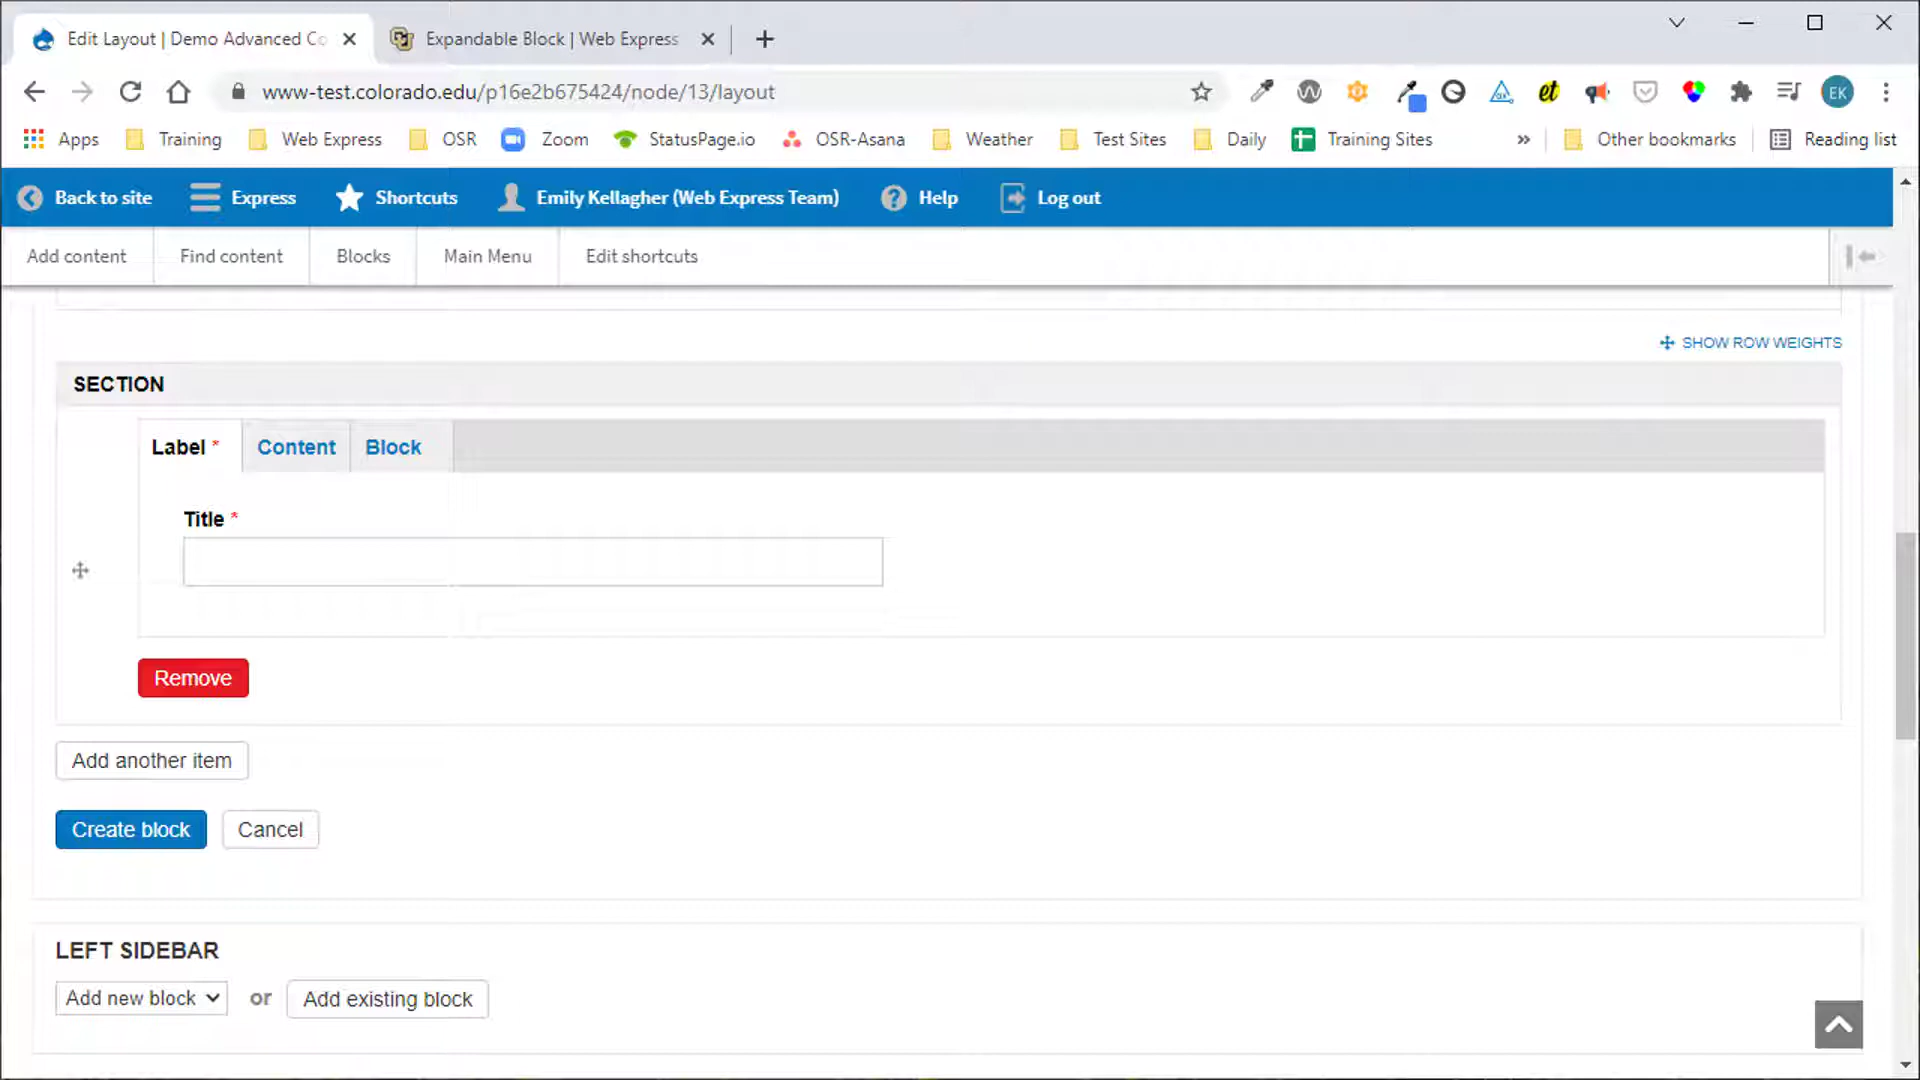 Edit Layout | Demo Advanced Co
Expandable Block | Web Express
www-test.colorado.edu/p16e2b675424/node/13/layout
et
EK
Apps
Training
Web Express
OSR
Zoom
StatusPage.io
OSR-Asana
Weather
Test Sites
Daily
Training Sites
»
Other bookmarks
Reading list
Back to site
Express
Shortcuts
Emily Kellagher (Web Express Team)
Help
Log out
Add content
Find content
Blocks
Main Menu
Edit shortcuts
SHOW ROW WEIGHTS
SECTION
Label *
Content
Block
Title *
Remove
Add another item
Create block
Cancel
LEFT SIDEBAR
Add new block
or
Add existing block